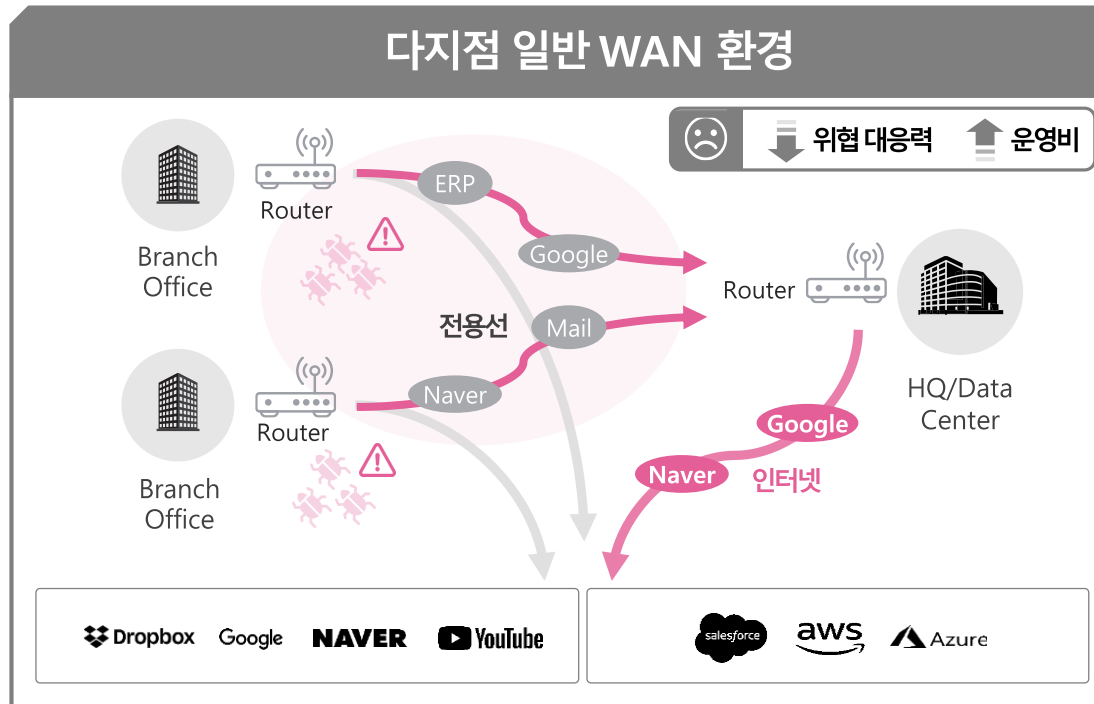 다지점 일반 WAN 환경
위협 대응력
운영비
Router
Branch
Office
ERP
Google
Router
HQ/Data
Center
전용선
Mail
Naver
Router
Branch
Office
Google
Naver
인터넷
Dropbox
Google
NAVER
YouTube
salesforce
aws
Azure